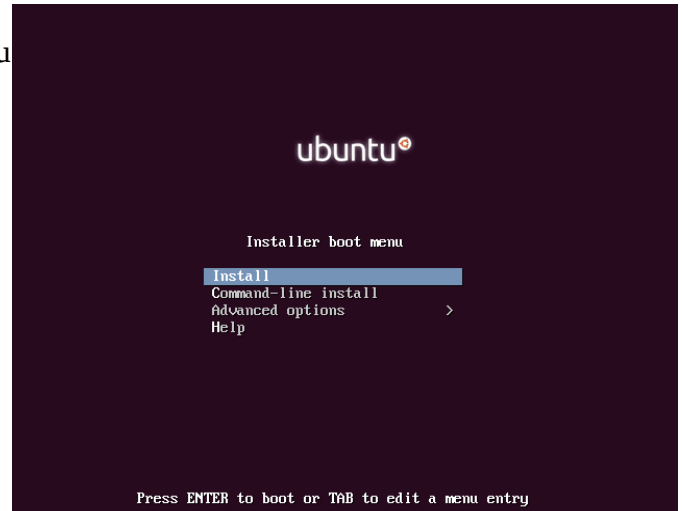 u
ubuntu
Installer boot menu
Install
Command-line install
Advanced options >
Help
Press ENTER to boot or TAB to edit a menu entry